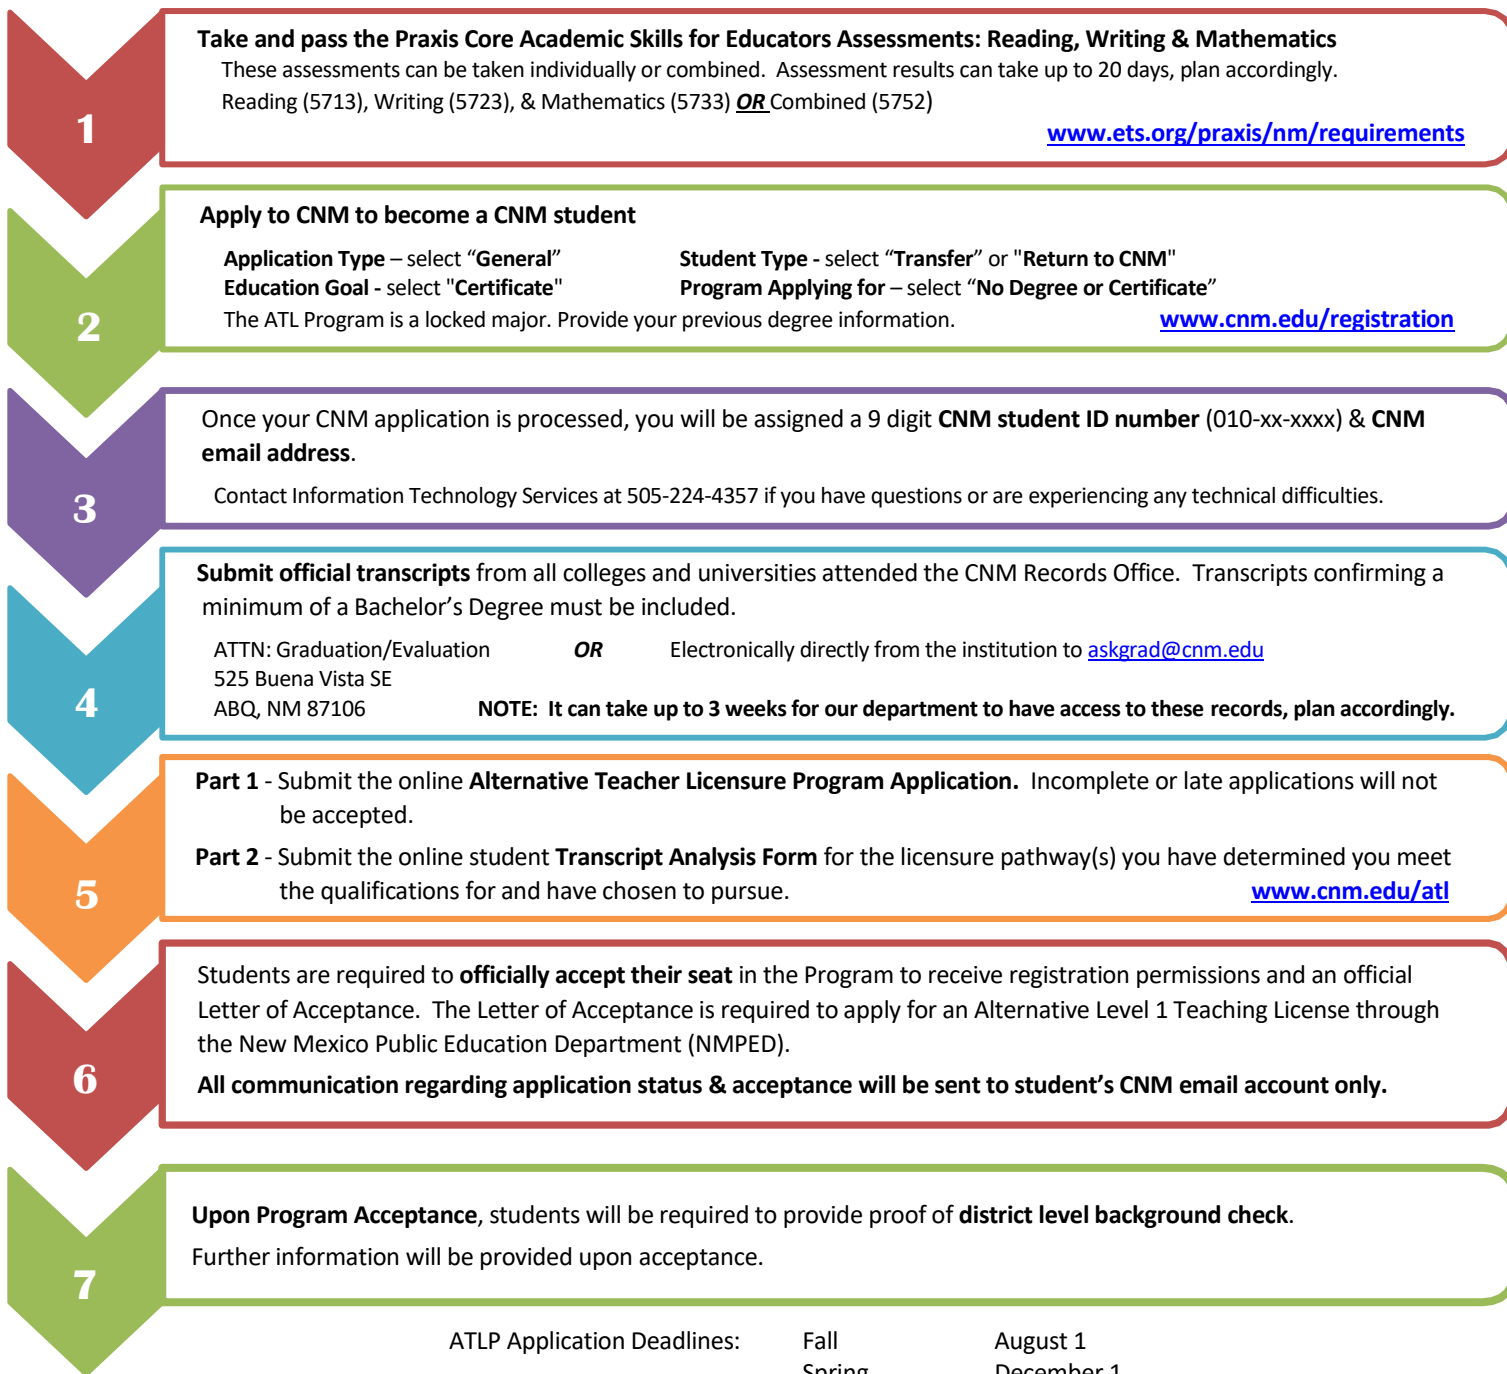 1
Take and pass the Praxis Core Academic Skills for Educators Assessments: Reading, Writing & Mathematics
These assessments can be taken individually or combined. Assessment results can take up to 20 days, plan accordingly.
Reading (5713), Writing (5723), & Mathematics (5733) OR Combined (5752)
www.ets.org/praxis/nm/requirements
2
Apply to CNM to become a CNM student
Application Type – select “General” Student Type - select “Transfer” or "Return to CNM"
Education Goal - select "Certificate" Program Applying for – select “No Degree or Certificate”
The ATL Program is a locked major. Provide your previous degree information. www.cnm.edu/registration
3
Once your CNM application is processed, you will be assigned a 9 digit CNM student ID number (010-xx-xxxx) & CNM
email address.
Contact Information Technology Services at 505-224-4357 if you have questions or are experiencing any technical difficulties.
4
Submit official transcripts from all colleges and universities attended the CNM Records Office. Transcripts confirming a
minimum of a Bachelor’s Degree must be included.
ATTN: Graduation/Evaluation OR Electronically directly from the institution to askgrad@cnm.edu
525 Buena Vista SE
ABQ, NM 87106 NOTE: It can take up to 3 weeks for our department to have access to these records, plan accordingly.
5
Part 1 - Submit the online Alternative Teacher Licensure Program Application. Incomplete or late applications will not
be accepted.
Part 2 - Submit the online student Transcript Analysis Form for the licensure pathway(s) you have determined you meet
the qualifications for and have chosen to pursue. www.cnm.edu/atl
6
Students are required to officially accept their seat in the Program to receive registration permissions and an official
Letter of Acceptance. The Letter of Acceptance is required to apply for an Alternative Level 1 Teaching License through
the New Mexico Public Education Department (NMPED).
All communication regarding application status & acceptance will be sent to student’s CNM email account only.
7
Upon Program Acceptance, students will be required to provide proof of district level background check.
Further information will be provided upon acceptance.
ATLP Application Deadlines: Fall August 1
Spring December 1